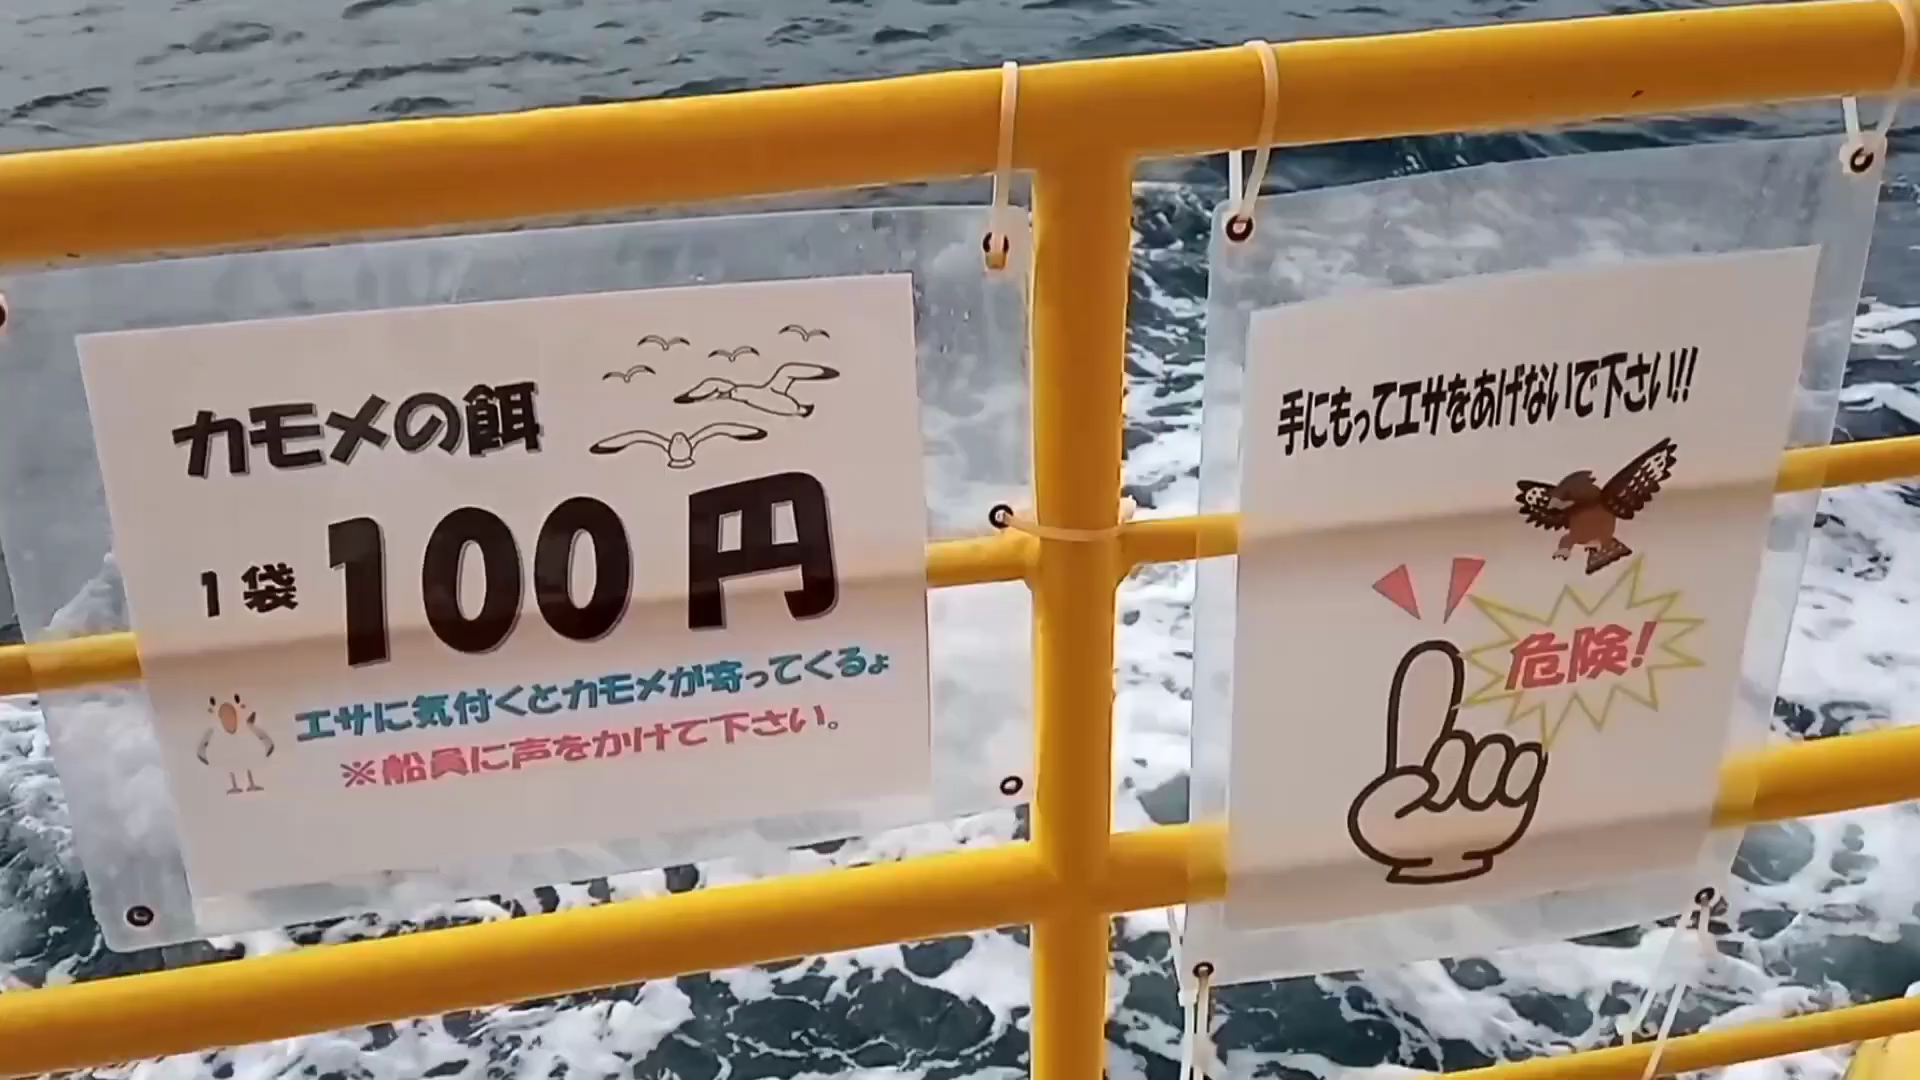 カモメの餌
1袋 100円
エサに気付くとカモメが寄ってくるよ
※船員に声をかけて下さい。
手にもってエサをあげないで下さい!!
危険!